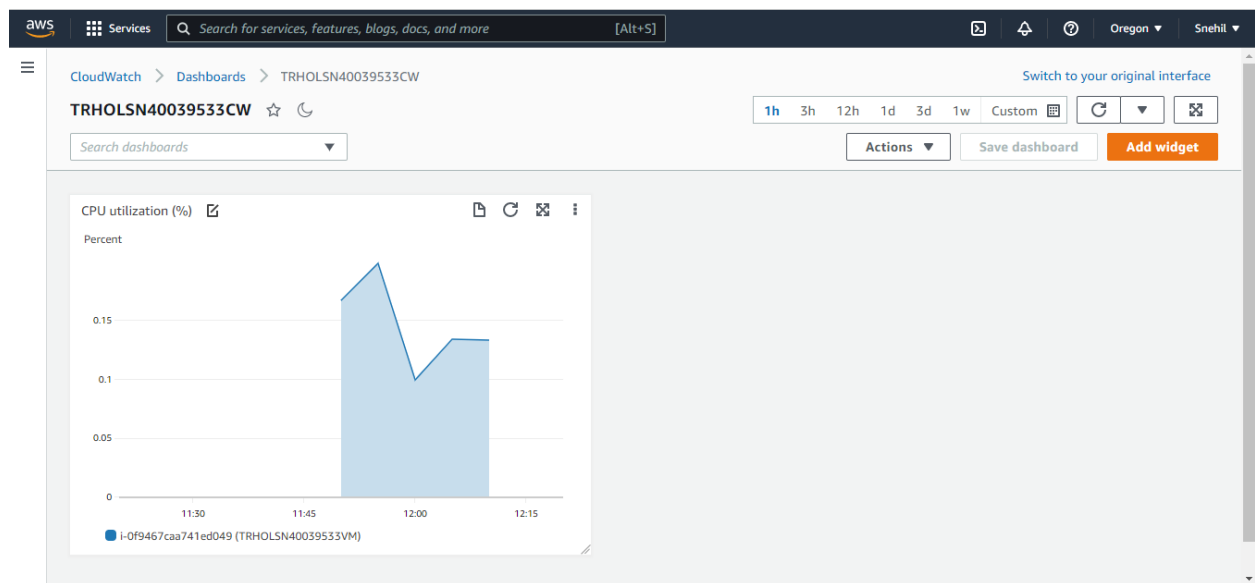 aws Services Search for services, features, blogs, docs, and more [Alt+S] Oregon Snehil
CloudWatch Dashboards TRHOLSN40039533CW Switch to your original interface
TRHOLSN40039533CW 1h 3h 12h 1d 3d 1w Custom
Search dashboards Actions Save dashboard Add widget
CPU utilization (%)
Percent
0.15
0.1
0.05
0
11:30 11:45 12:00 12:15
i-0f9467caa741ed049 (TRHOLSN40039533VM)